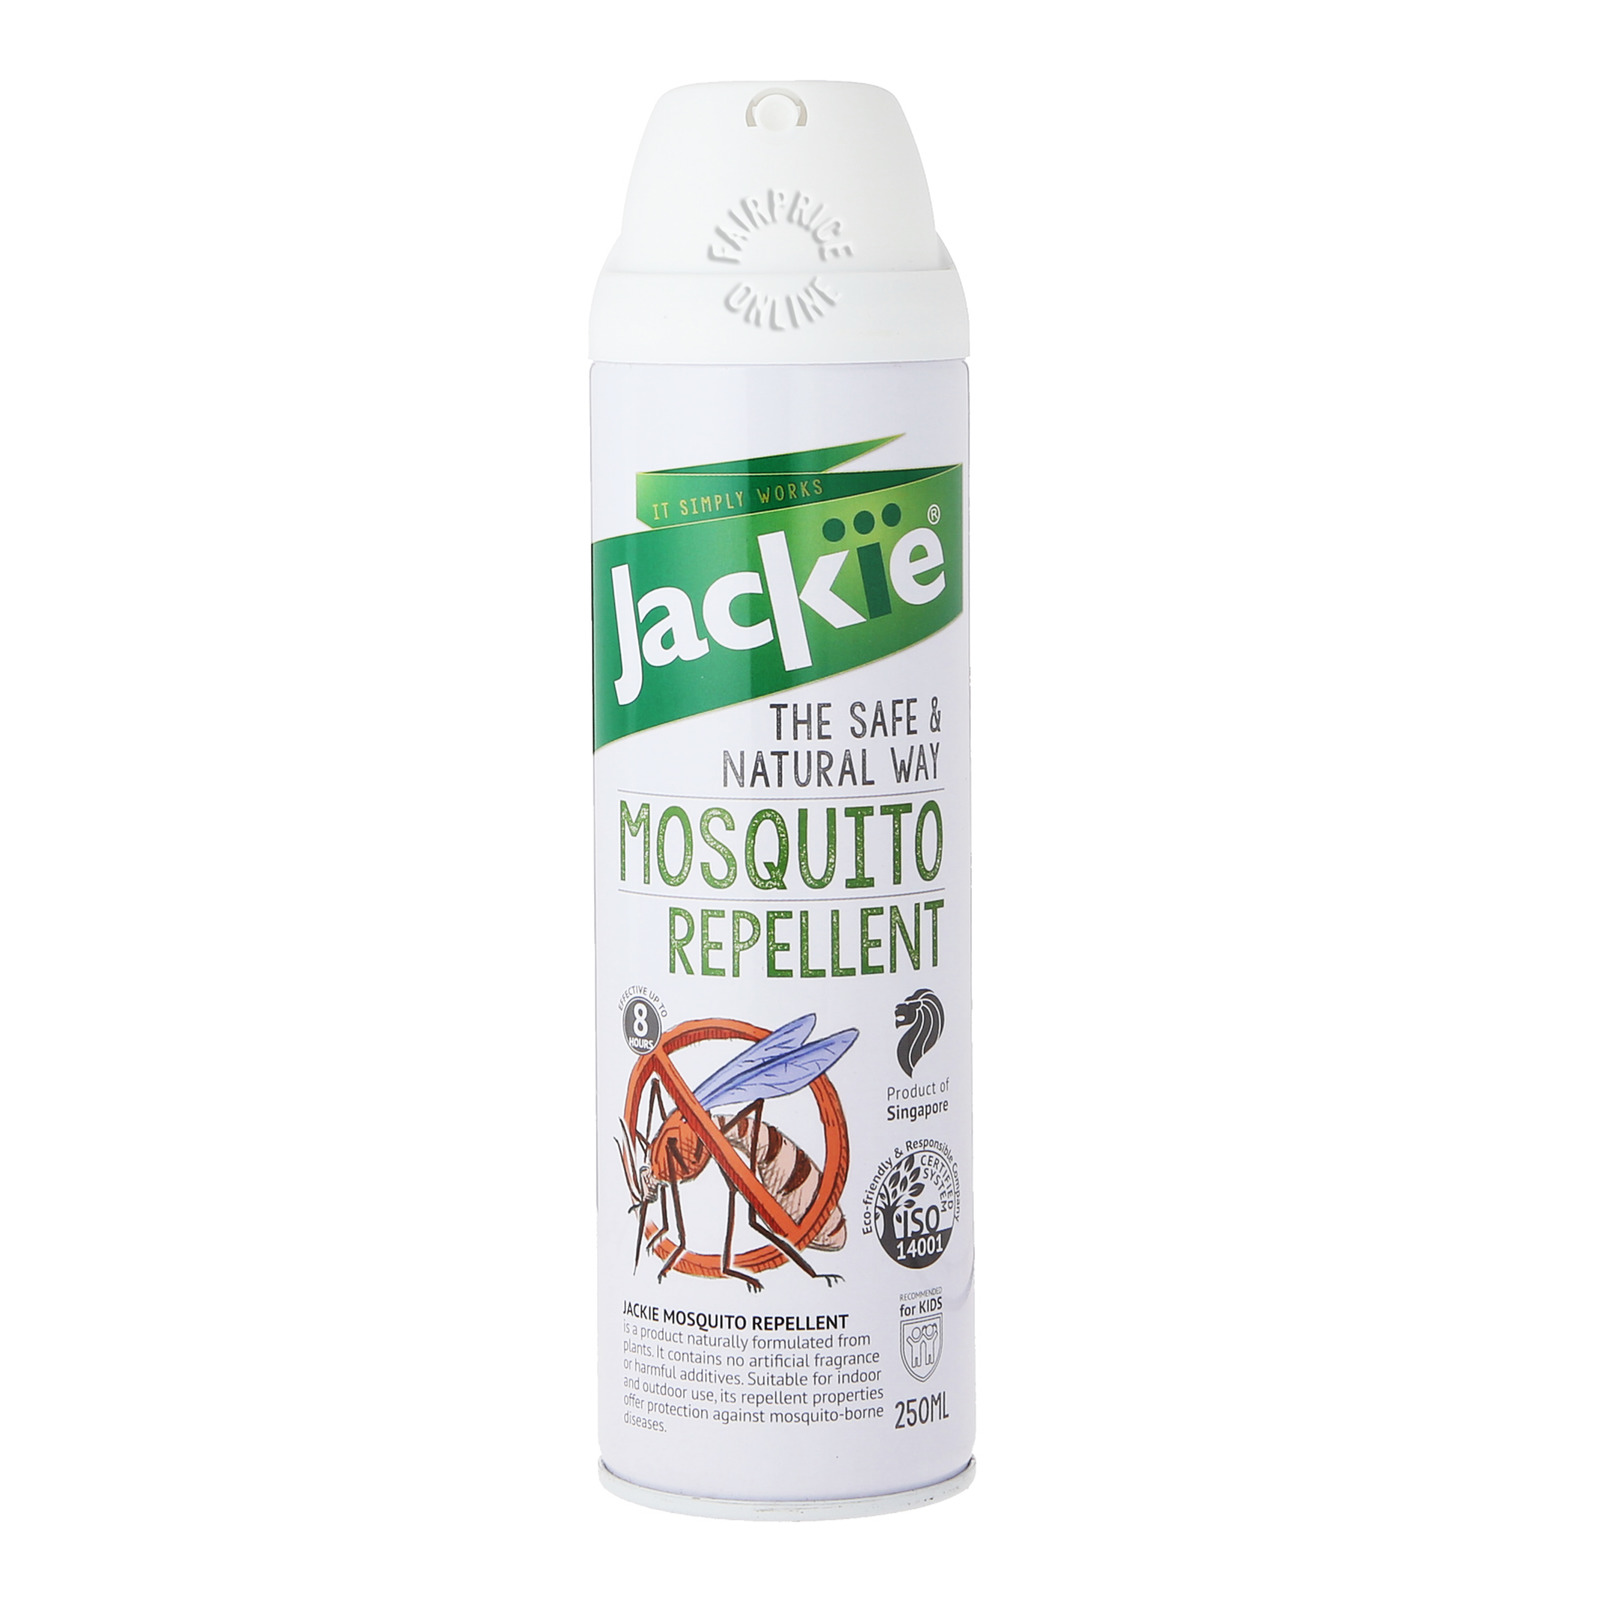 FAIRPRICE
ONLINE
IT SIMPLY WORKS
Jackie®
THE SAFE &
NATURAL WAY
MOSQUITO
REPELLENT
EFFECTIVE UP TO
8
HOURS
Product of
Singapore
Eco-friendly & Responsible Company
CERTIFIED
SYSTEM
ISO
14001
RECOMMENDED
for KIDS
JACKIE MOSQUITO REPELLENT
is a product naturally formulated from
plants. It contains no artificial fragrance
or harmful additives. Suitable for indoor
and outdoor use, its repellent properties
offer protection against mosquito-borne
diseases.
250ML